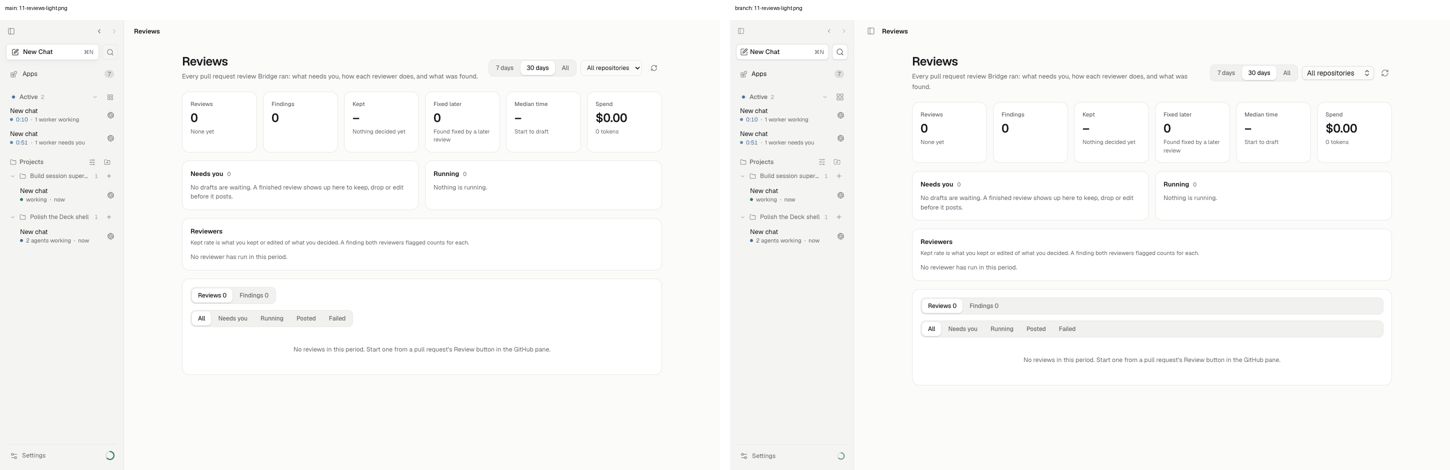 main: 11-reviews-light.png
New Chat
⌘N
Apps
7
Active 2
New chat
0:10 · 1 worker working
New chat
0:51 · 1 worker needs you
Projects
Build session super... 1
New chat
working · now
Polish the Deck shell 1
New chat
2 agents working · now
Settings
Reviews
Reviews
Every pull request review Bridge ran: what needs you, how each reviewer does, and what was found.
7 days
30 days
All
All repositories
Reviews
0
None yet
Findings
0
Kept
–
Nothing decided yet
Fixed later
0
Found fixed by a later
review
Median time
–
Start to draft
Spend
$0.00
0 tokens
Needs you 0
No drafts are waiting. A finished review shows up here to keep, drop or edit
before it posts.
Running 0
Nothing is running.
Reviewers
Kept rate is what you kept or edited of what you decided. A finding both reviewers flagged counts for each.
No reviewer has run in this period.
Reviews 0
Findings 0
All
Needs you
Running
Posted
Failed
No reviews in this period. Start one from a pull request's Review button in the GitHub pane.
branch: 11-reviews-light.png
New Chat
⌘N
Apps
7
Active 2
New chat
0:10 · 1 worker working
New chat
0:51 · 1 worker needs you
Projects
Build session super... 1
New chat
working · now
Polish the Deck shell 1
New chat
2 agents working · now
Settings
Reviews
Reviews
Every pull request review Bridge ran: what needs you, how each reviewer does, and what was
found.
7 days
30 days
All
All repositories
Reviews
0
None yet
Findings
0
Kept
–
Nothing decided yet
Fixed later
0
Found fixed by a later
review
Median time
–
Start to draft
Spend
$0.00
0 tokens
Needs you 0
No drafts are waiting. A finished review shows up here to keep, drop or edit
before it posts.
Running 0
Nothing is running.
Reviewers
Kept rate is what you kept or edited of what you decided. A finding both reviewers flagged counts for each.
No reviewer has run in this period.
Reviews 0
Findings 0
All
Needs you
Running
Posted
Failed
No reviews in this period. Start one from a pull request's Review button in the GitHub pane.